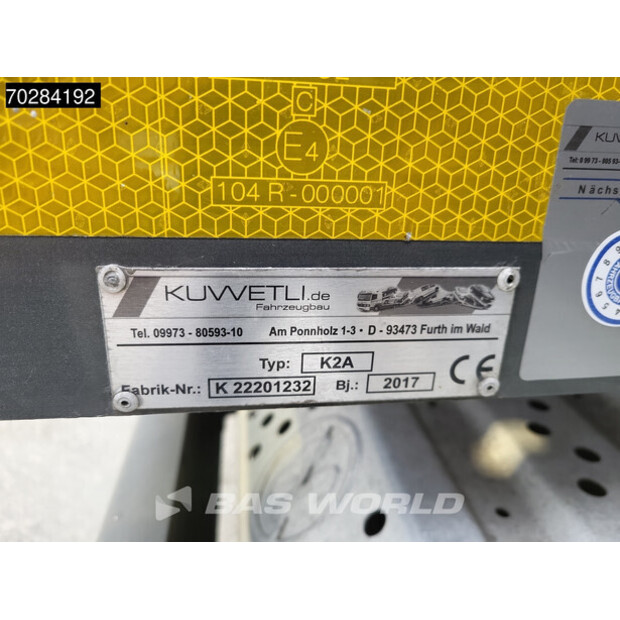 70284192
C
E4
104 R - 000001
KUWETLI.de
Fahrzeugbau
Tel. 09973 - 80593-10 Am Ponnholz 1-3 • D - 93473 Furth im Wald
Typ: K2A
Fabrik-Nr.: K 22201232 Bj.: 2017 CE
BAS WORLD